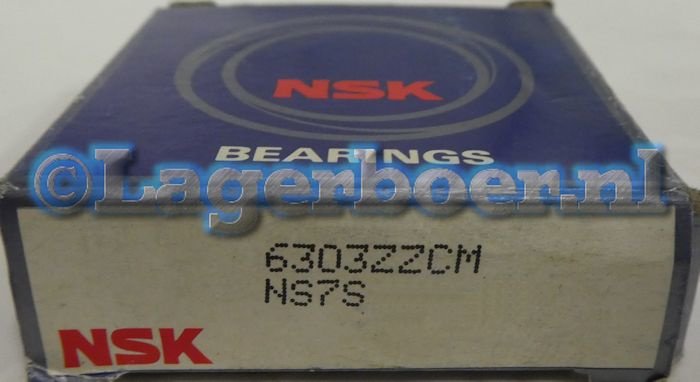 NSK
BEARINGS
©Lagerboer.nl
6303ZZCM
NS7S
NSK